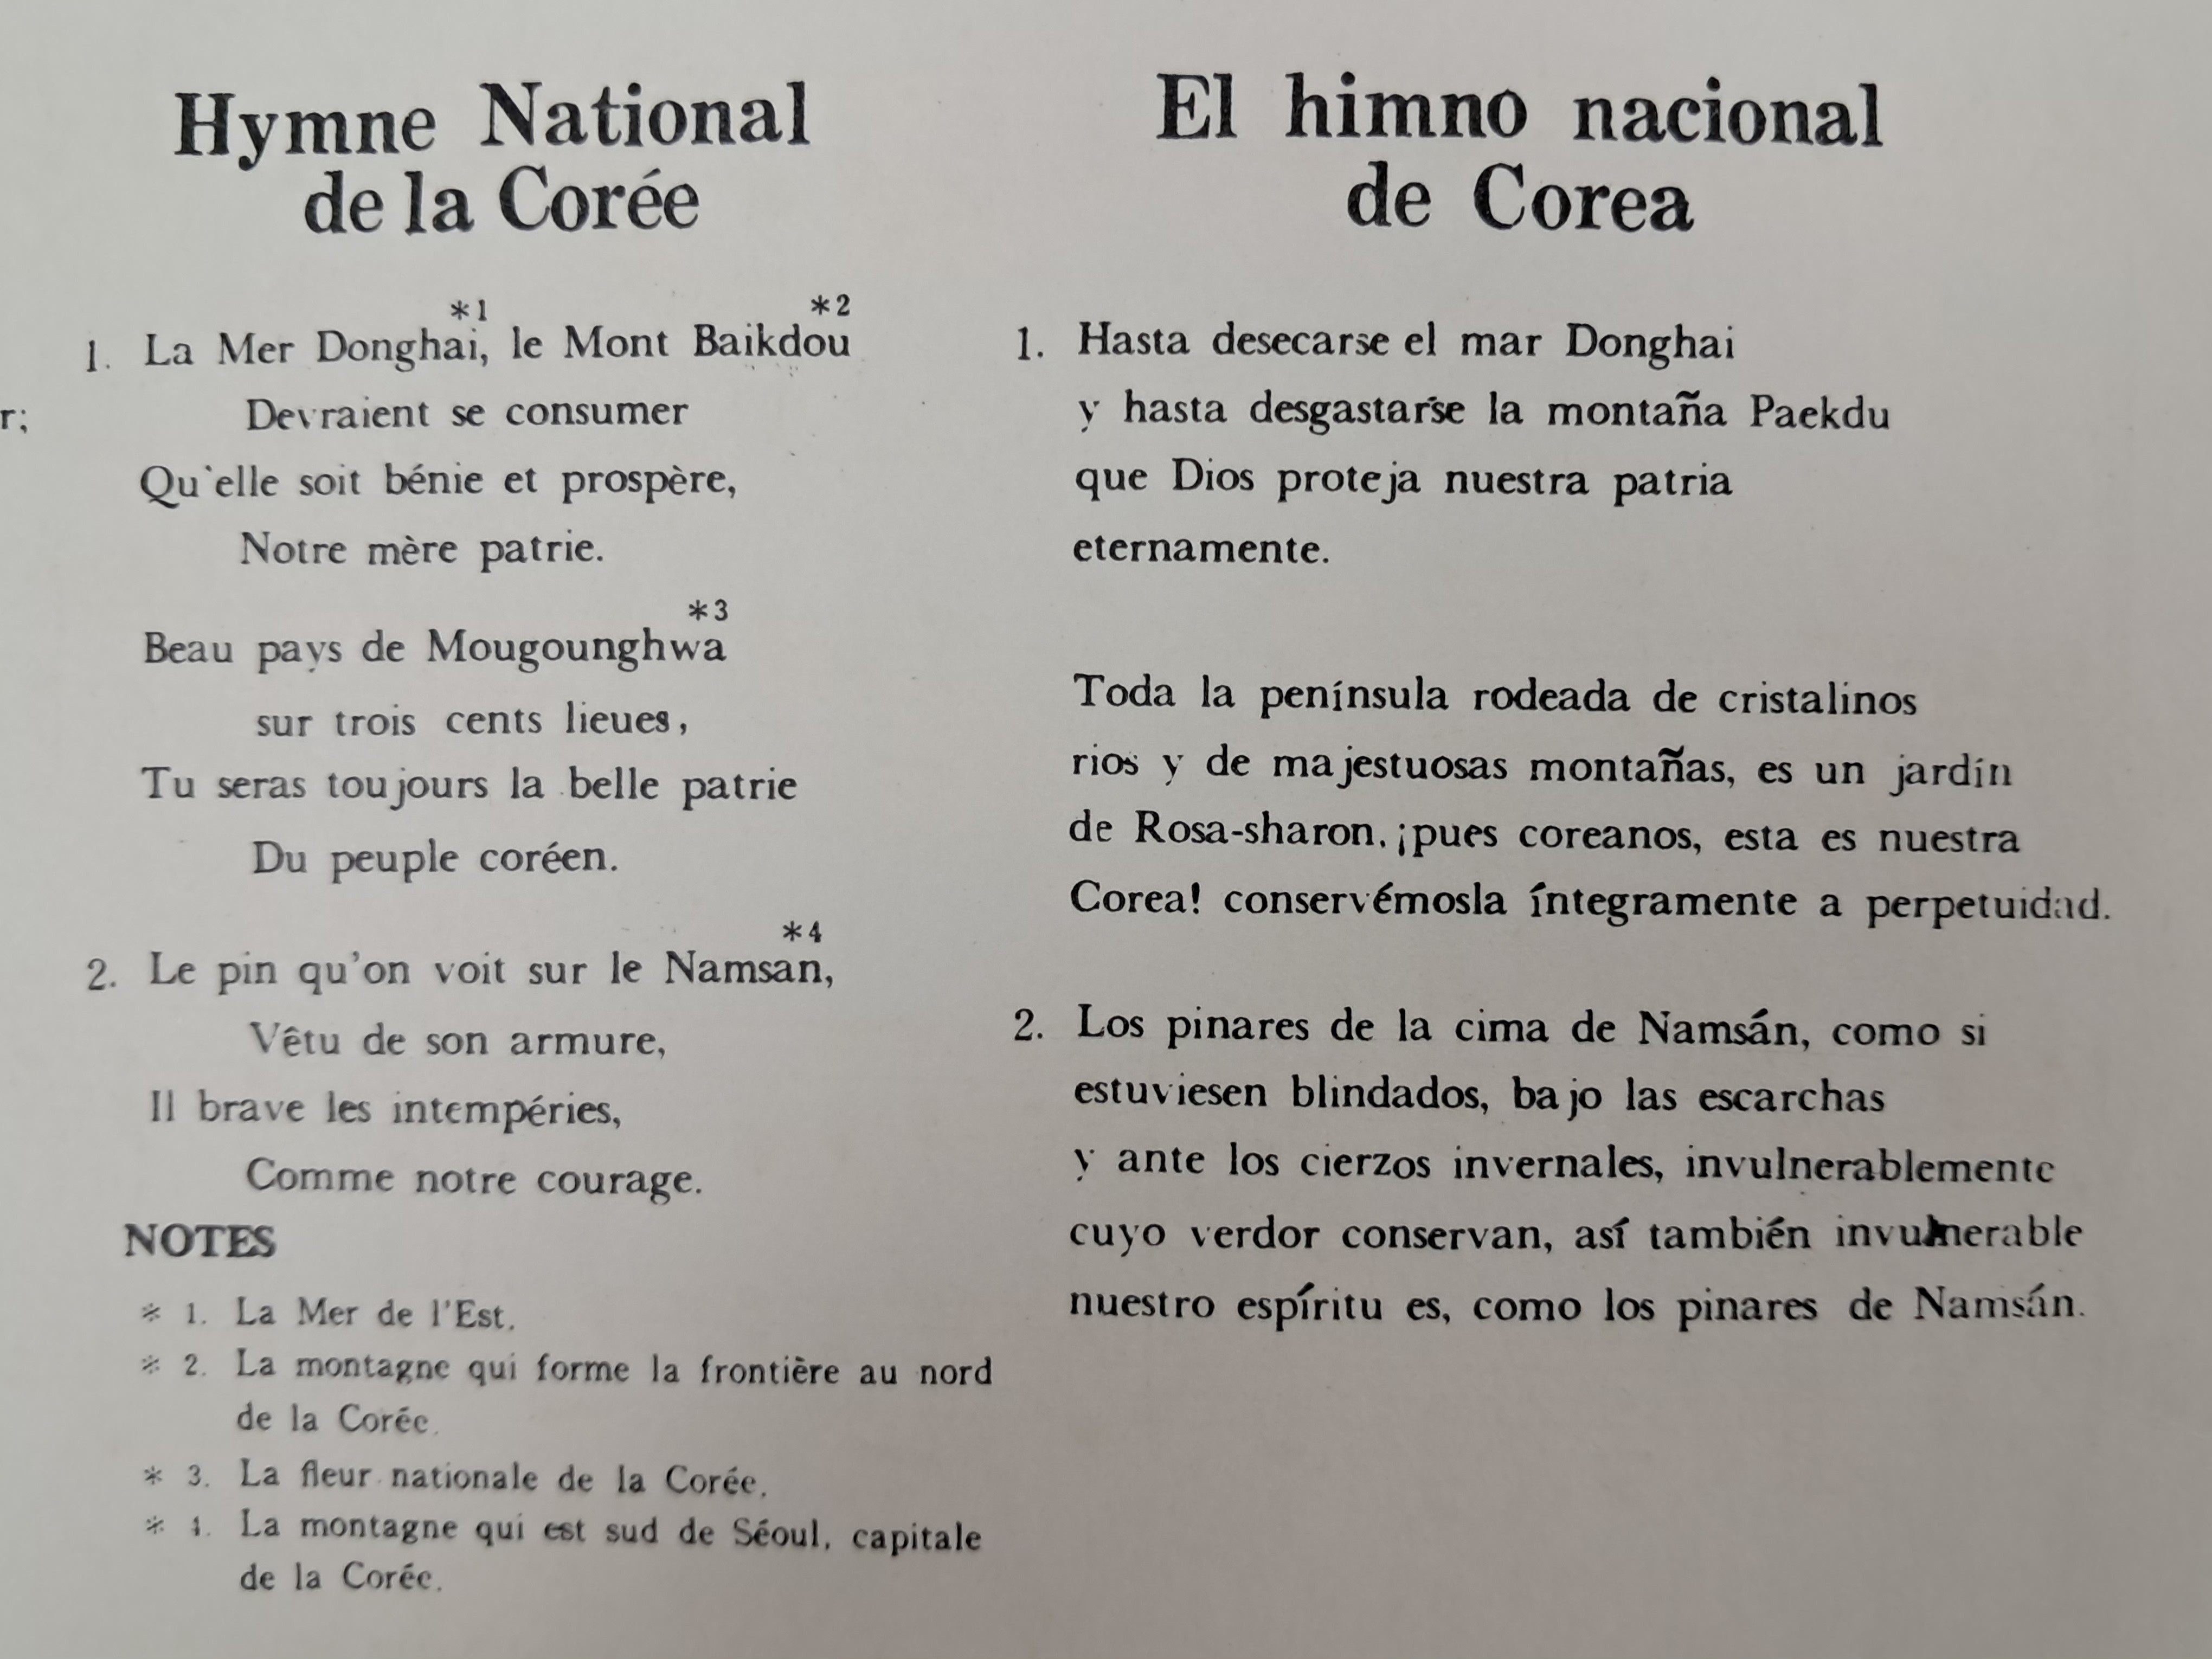 Hymne National
de la Corée
*1 *2
1. La Mer Donghai, le Mont Baikdou
Devraient se consumer
Qu'elle soit bénie et prospère,
Notre mère patrie.
*3
Beau pays de Mougounghwa
sur trois cents lieues,
Tu seras toujours la belle patrie
Du peuple coréen.
*4
2. Le pin qu'on voit sur le Namsan,
Vêtu de son armure,
Il brave les intempéries,
Comme notre courage.
NOTES
* 1. La Mer de l'Est.
* 2. La montagne qui forme la frontière au nord
de la Corée.
* 3. La fleur nationale de la Corée.
* 4. La montagne qui est sud de Séoul, capitale
de la Corée.
r;
El himno nacional
de Corea
1. Hasta desecarse el mar Donghai
y hasta desgastarse la montaña Paekdu
que Dios proteja nuestra patria
eternamente.
Toda la península rodeada de cristalinos
rios y de majestuosas montañas, es un jardín
de Rosa-sharon, ¡pues coreanos, esta es nuestra
Corea! conservémosla íntegramente a perpetuidad.
2. Los pinares de la cima de Namsán, como si
estuviesen blindados, bajo las escarchas
y ante los cierzos invernales, invulnerablemente
cuyo verdor conservan, así también invulnerable
nuestro espíritu es, como los pinares de Namsán.